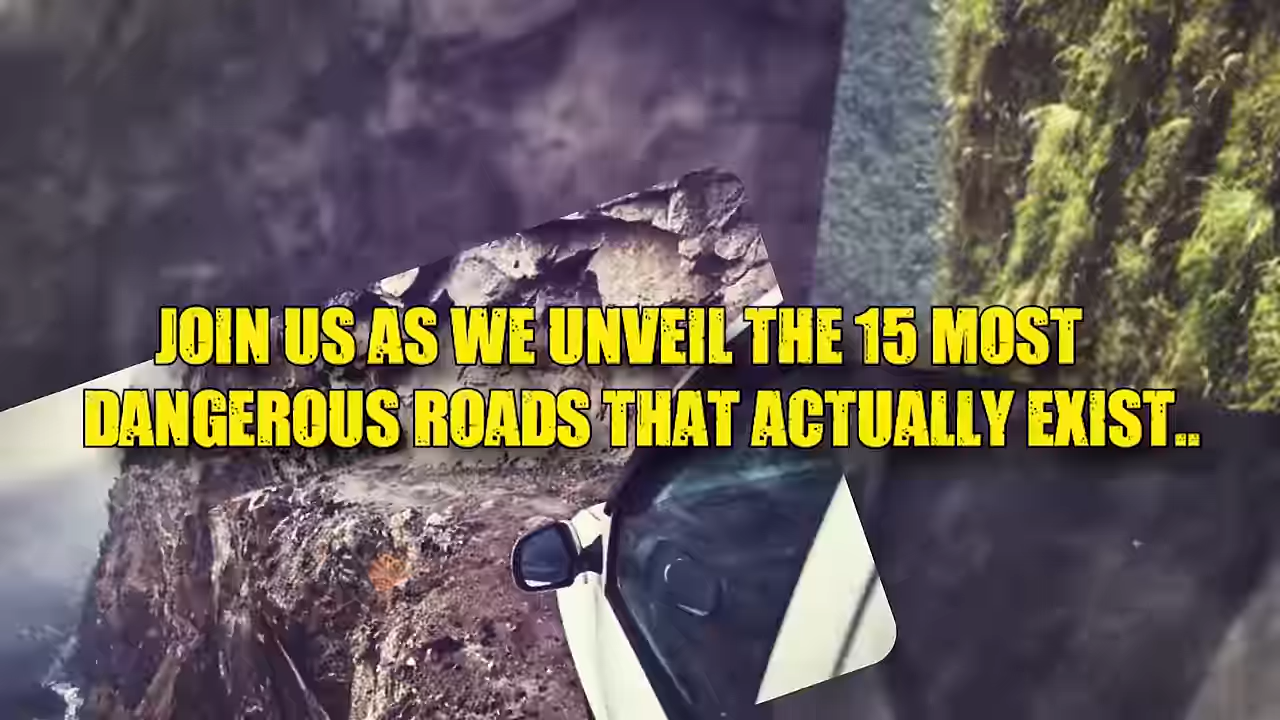 JOIN US AS WE UNVEIL THE 15 MOST
DANGEROUS ROADS THAT ACTUALLY EXIST..